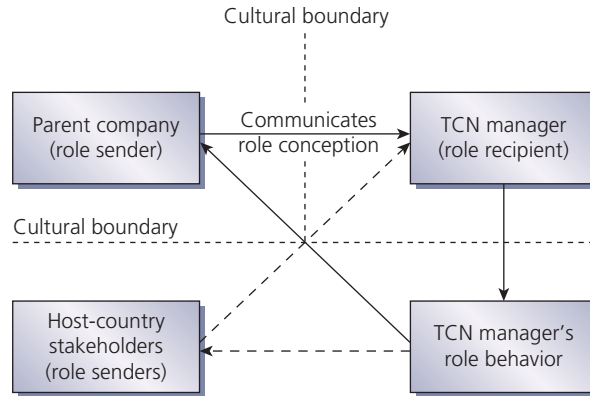 Cultural boundary
Parent company
(role sender)
Communicates
role conception
TCN manager
(role recipient)
Cultural boundary
Host-country
stakeholders
(role senders)
TCN manager's
role behavior